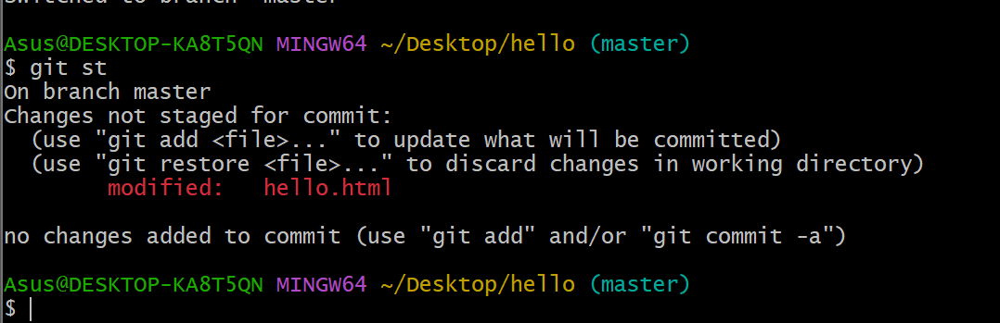 Switched to branch 'master'
Asus@DESKTOP-KA8T5QN MINGW64 ~/Desktop/hello (master)
$ git st
On branch master
Changes not staged for commit:
  (use "git add <file>..." to update what will be committed)
  (use "git restore <file>..." to discard changes in working directory)
        modified:   hello.html
no changes added to commit (use "git add" and/or "git commit -a")
Asus@DESKTOP-KA8T5QN MINGW64 ~/Desktop/hello (master)
$